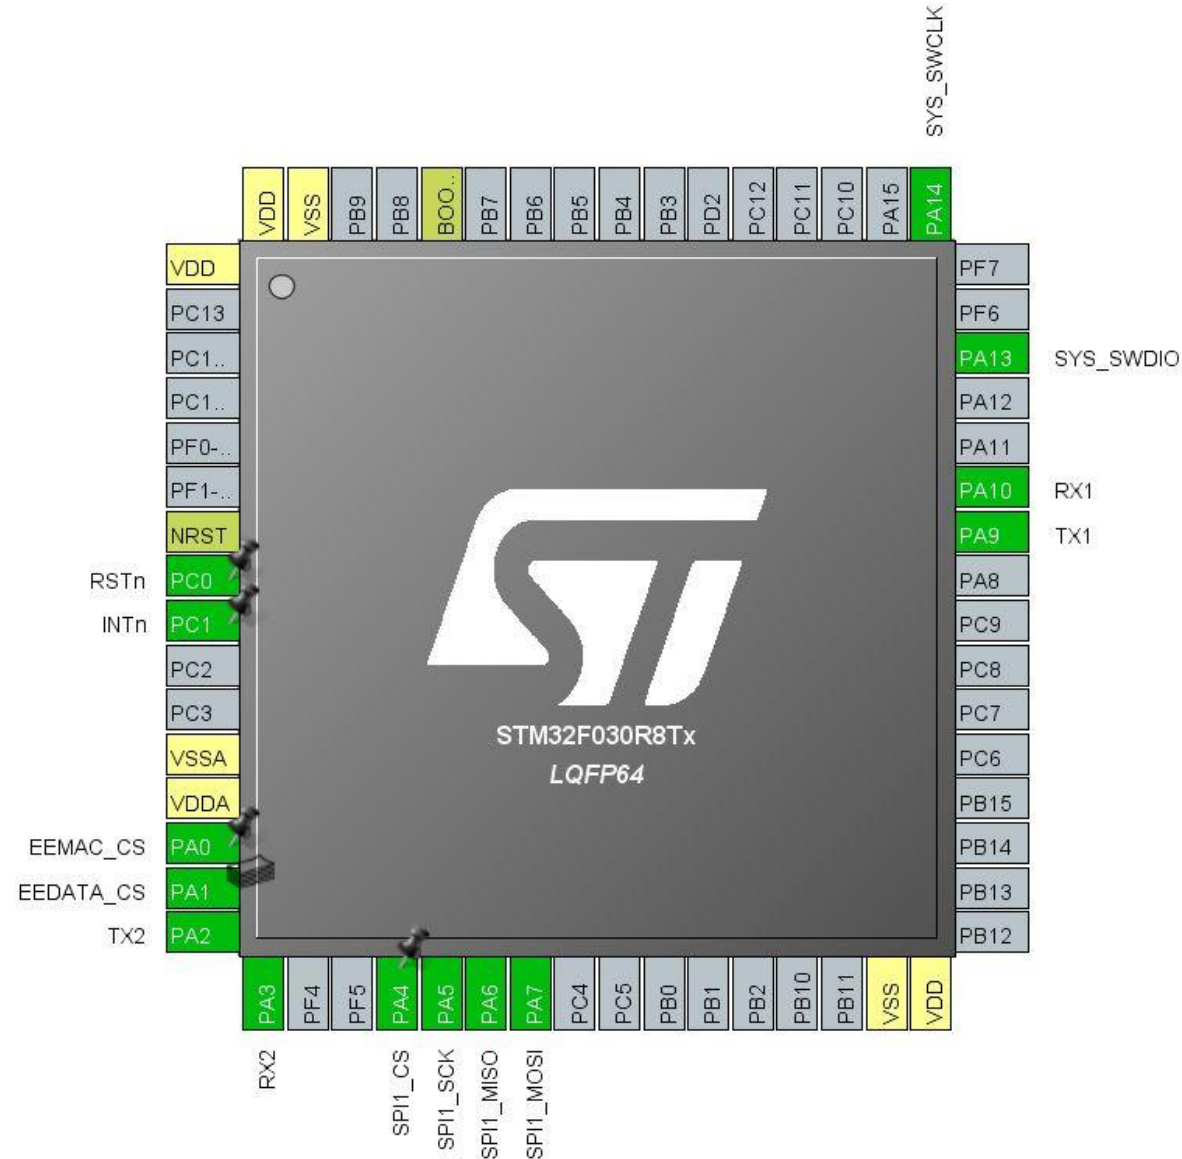 SYS_SWCLK
VDD
VSS
PB9
PB8
BOO..
PB7
PB6
PB5
PB4
PB3
PD2
PC12
PC11
PC10
PA15
PA14
VDD
PC13
PC1..
PC1..
PF0-..
PF1-..
NRST
RSTn PC0
INTn PC1
PC2
PC3
VSSA
VDDA
EEMAC_CS PA0
EEDATA_CS PA1
TX2 PA2
ST
STM32F030R8Tx
LQFP64
PF7
PF6
PA13 SYS_SWDIO
PA12
PA11
PA10 RX1
PA9 TX1
PA8
PC9
PC8
PC7
PC6
PB15
PB14
PB13
PB12
PA3
PF4
PF5
PA4
PA5
PA6
PA7
PC4
PC5
PB0
PB1
PB2
PB10
PB11
VSS
VDD
RX2
SPI1_CS
SPI1_SCK
SPI1_MISO
SPI1_MOSI